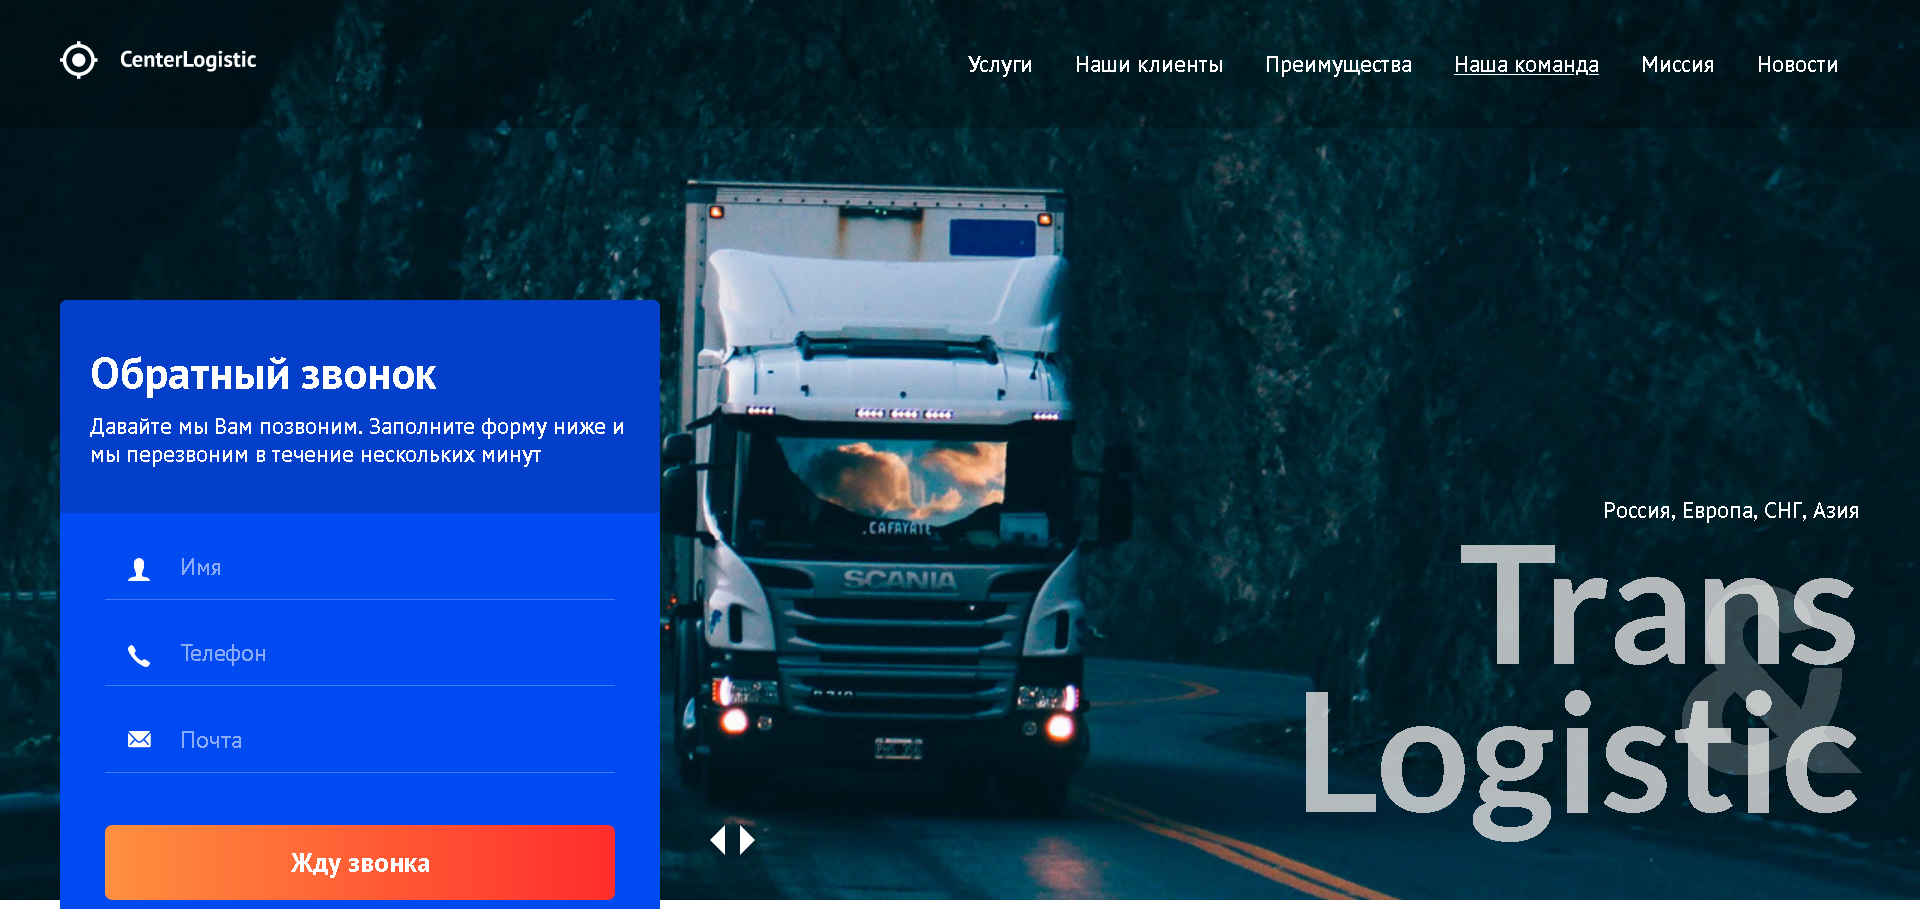 CenterLogistic
Услуги
Наши клиенты
Преимущества
Наша команда
Миссия
Новости
Обратный звонок
Давайте мы Вам позвоним. Заполните форму ниже и
мы перезвоним в течение нескольких минут
Имя
Телефон
Почта
Жду звонка
CAFAYATE
SCANIA
Россия, Европа, СНГ, Азия
Trans
&
Logistic